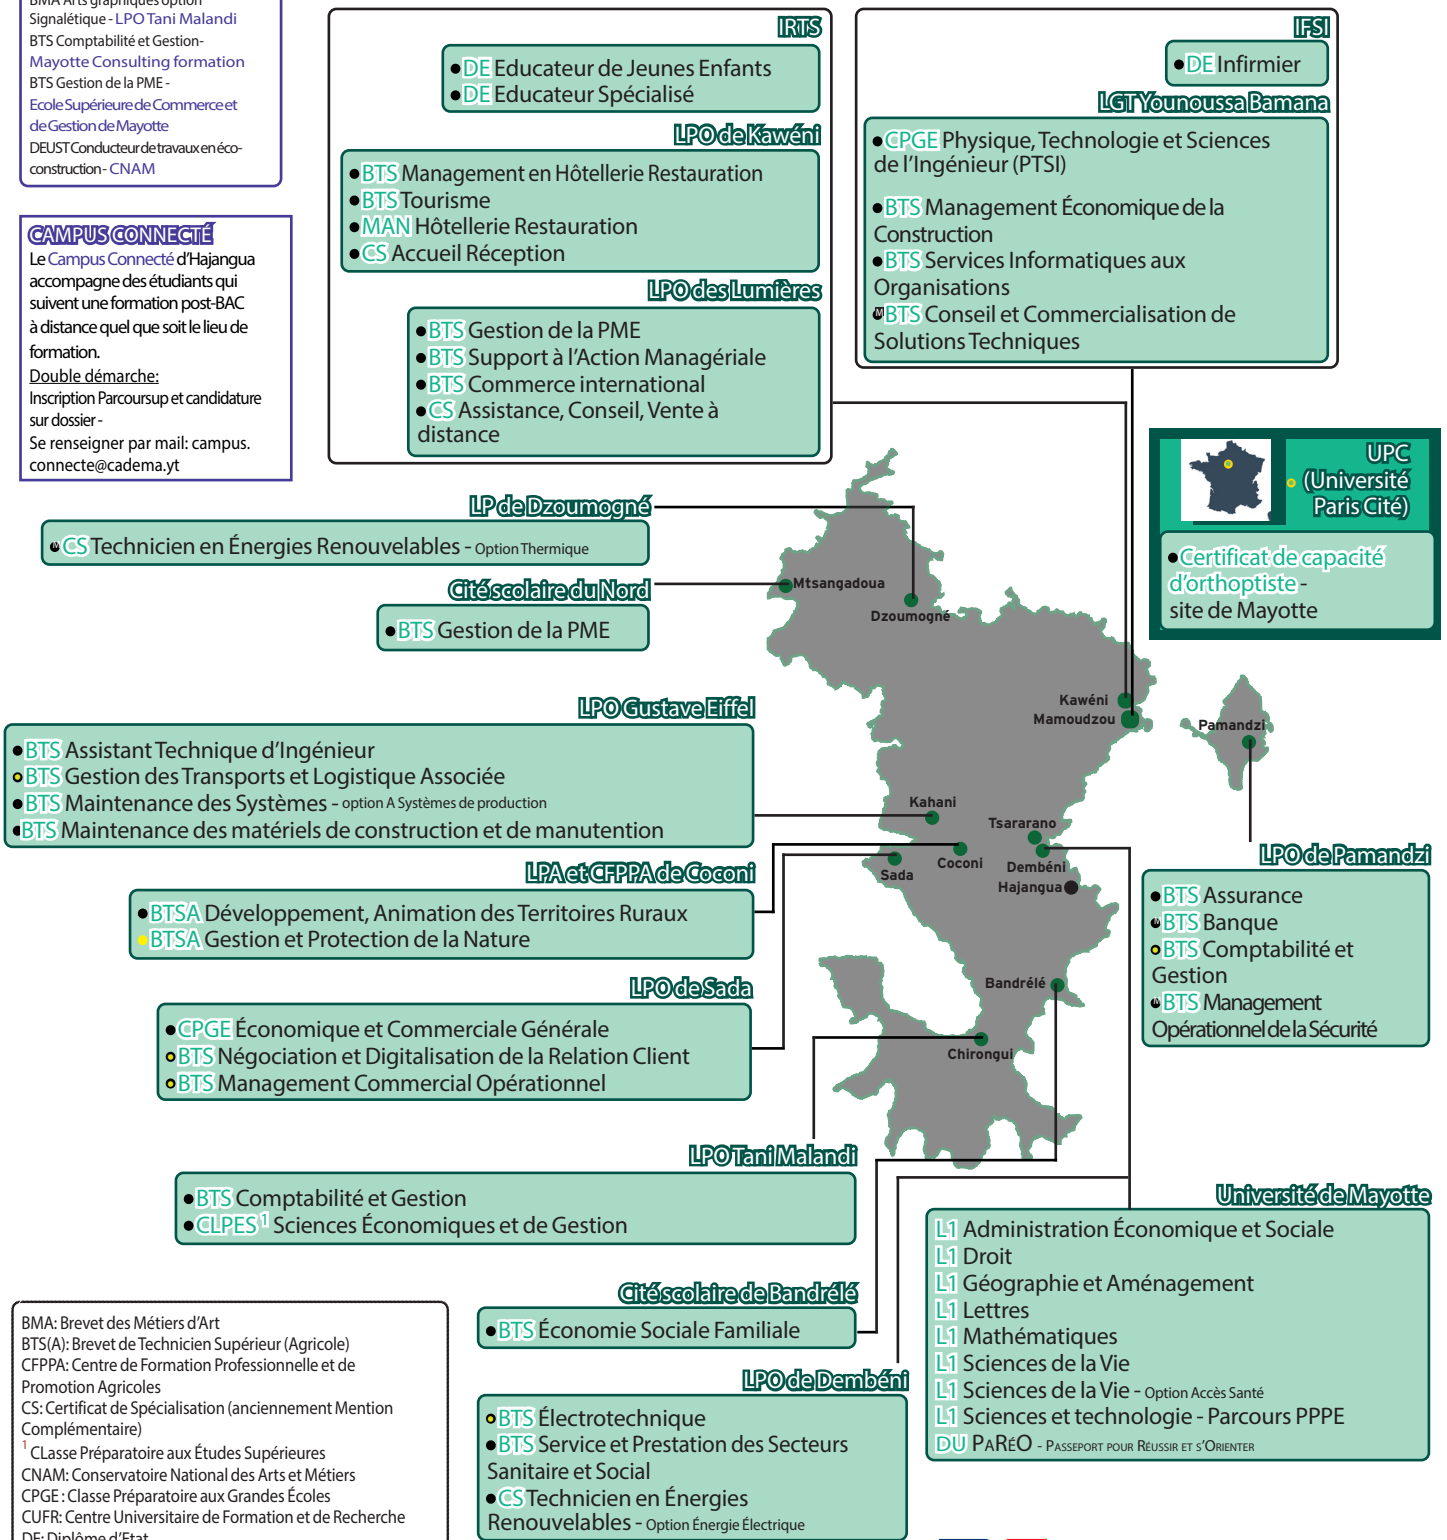 BMA Arts graphiques option
Signalétique - LPO Tani Malandi
BTS Comptabilité et Gestion-
Mayotte Consulting formation
BTS Gestion de la PME -
Ecole Supérieure de Commerce et
de Gestion de Mayotte
DEUST Conducteur de travaux en éco-
construction - CNAM
CAMPUS CONNECTÉ
Le Campus Connecté d'Hajangua
accompagne des étudiants qui
suivent une formation post-BAC
à distance quel que soit le lieu de
formation.
Double démarche:
Inscription Parcoursup et candidature
sur dossier -
Se renseigner par mail: campus.
connecte@cadema.yt
IRTS
DE Educateur de Jeunes Enfants
DE Educateur Spécialisé
LPO de Kawéni
BTS Management en Hôtellerie Restauration
BTS Tourisme
MAN Hôtellerie Restauration
CS Accueil Réception
LPO des Lumières
BTS Gestion de la PME
BTS Support à l'Action Managériale
BTS Commerce international
CS Assistance, Conseil, Vente à
distance
IFSI
DE Infirmier
LGT Younoussa Bamana
CPGE Physique, Technologie et Sciences
de l'Ingénieur (PTSI)
BTS Management Économique de la
Construction
BTS Services Informatiques aux
Organisations
BTS Conseil et Commercialisation de
Solutions Techniques
UPC
(Université
Paris Cité)
Certificat de capacité
d'orthoptiste -
site de Mayotte
LP de Dzoumogné
CS Technicien en Énergies Renouvelables - Option Thermique
Cité scolaire du Nord
BTS Gestion de la PME
Mtsangadoua
Dzoumogné
Kawéni
Mamoudzou
Pamandzi
Kahani
Tsararano
Coconi
Dembéni
Sada
Hajangua
Bandrélé
Chirongui
LPO Gustave Eiffel
BTS Assistant Technique d'Ingénieur
BTS Gestion des Transports et Logistique Associée
BTS Maintenance des Systèmes - option A Systèmes de production
BTS Maintenance des matériels de construction et de manutention
LPA et CFPPA de Coconi
BTSA Développement, Animation des Territoires Ruraux
BTSA Gestion et Protection de la Nature
LPO de Sada
CPGE Économique et Commerciale Générale
BTS Négociation et Digitalisation de la Relation Client
BTS Management Commercial Opérationnel
LPO de Pamandzi
BTS Assurance
BTS Banque
BTS Comptabilité et
Gestion
BTS Management
Opérationnel de la Sécurité
LPO Tani Malandi
BTS Comptabilité et Gestion
CLPES 1 Sciences Économiques et de Gestion
Cité scolaire de Bandrélé
BTS Économie Sociale Familiale
LPO de Dembéni
BTS Électrotechnique
BTS Service et Prestation des Secteurs
Sanitaire et Social
CS Technicien en Énergies
Renouvelables - Option Énergie Électrique
Université de Mayotte
L1 Administration Économique et Sociale
L1 Droit
L1 Géographie et Aménagement
L1 Lettres
L1 Mathématiques
L1 Sciences de la Vie
L1 Sciences de la Vie - Option Accès Santé
L1 Sciences et technologie - Parcours PPPE
DU PaRéO - Passeport pour Réussir et s'Orienter
BMA: Brevet des Métiers d'Art
BTS(A): Brevet de Technicien Supérieur (Agricole)
CFPPA: Centre de Formation Professionnelle et de
Promotion Agricoles
CS: Certificat de Spécialisation (anciennement Mention
Complémentaire)
1 CLasse Préparatoire aux Études Supérieures
CNAM: Conservatoire National des Arts et Métiers
CPGE : Classe Préparatoire aux Grandes Écoles
CUFR: Centre Universitaire de Formation et de Recherche
DE: Diplôme d'Etat